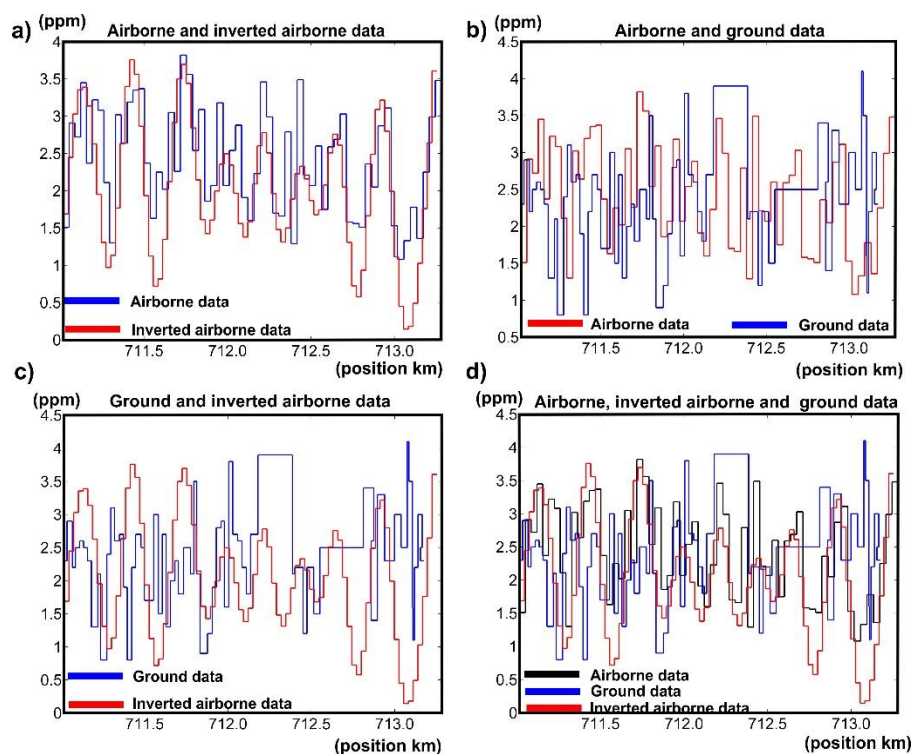 a)
(ppm)
Airborne and inverted airborne data
4
3.5
3
2.5
2
1.5
1
0.5
0
Airborne data
Inverted airborne data
711.5
712.0
712.5
713.0
(position km)
b)
(ppm)
Airborne and ground data
4.5
4
3.5
3
2.5
2
1.5
1
0.5
Airborne data
Ground data
711.5
712.0
712.5
713.0
(position km)
c)
(ppm)
Ground and inverted airborne data
4.5
4
3.5
3
2.5
2
1.5
1
0.5
0
Ground data
Inverted airborne data
711.5
712.0
712.5
713.0
(position km)
d)
(ppm)
Airborne, inverted airborne and ground data
4.5
4
3.5
3
2.5
2
1.5
1
0.5
0
Airborne data
Ground data
Inverted airborne data
711.5
712.0
712.5
713.0
(position km)